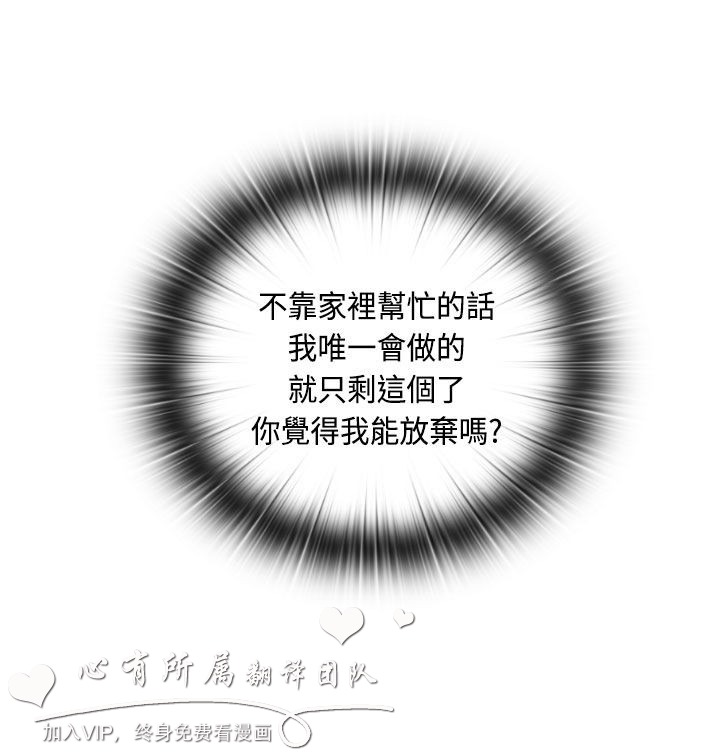 不靠家裡幫忙的話
我唯一會做的
就只剩這個了
你覺得我能放棄嗎?
心有所属翻译团队
加入VIP，终身免费看漫画